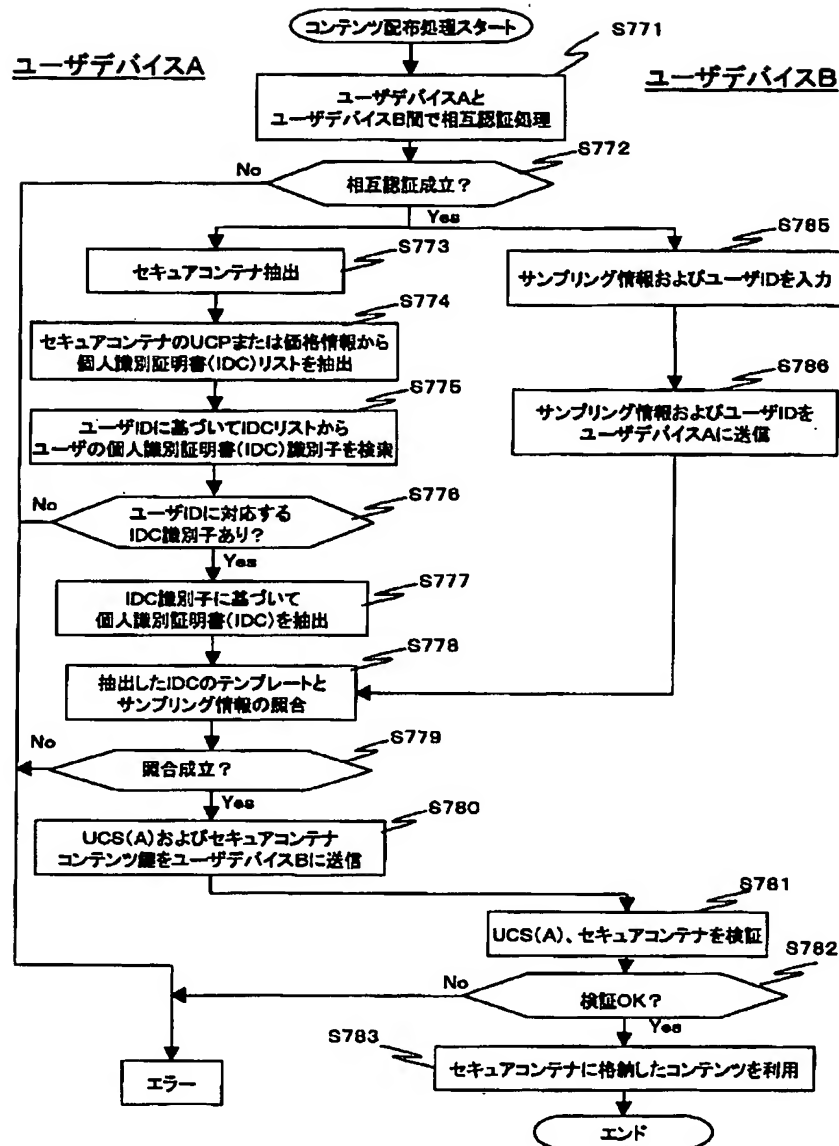 コンテンツ配布処理スタート
S771
ユーザデバイスA
ユーザデバイスB
ユーザデバイスAと
ユーザデバイスB間で相互認証処理
S772
No
相互認証成立?
Yes
S773
セキュアコンテナ抽出
S785
サンプリング情報およびユーザIDを入力
S774
セキュアコンテナのUCPまたは価格情報から
個人識別証明書(IDC)リストを抽出
S775
ユーザIDに基づいてIDCリストから
ユーザの個人識別証明書(IDC)識別子を検索
S786
サンプリング情報およびユーザIDを
ユーザデバイスAに送信
S776
No
ユーザIDに対応する
IDC識別子あり?
Yes
S777
IDC識別子に基づいて
個人識別証明書(IDC)を抽出
S778
抽出したIDCのテンプレートと
サンプリング情報の照合
S779
No
照合成立?
Yes
S780
UCS(A)およびセキュアコンテナ
コンテンツ鍵をユーザデバイスBに送信
S781
UCS(A)、セキュアコンテナを検証
S782
No
検証OK?
Yes
S783
セキュアコンテナに格納したコンテンツを利用
エラー
エンド